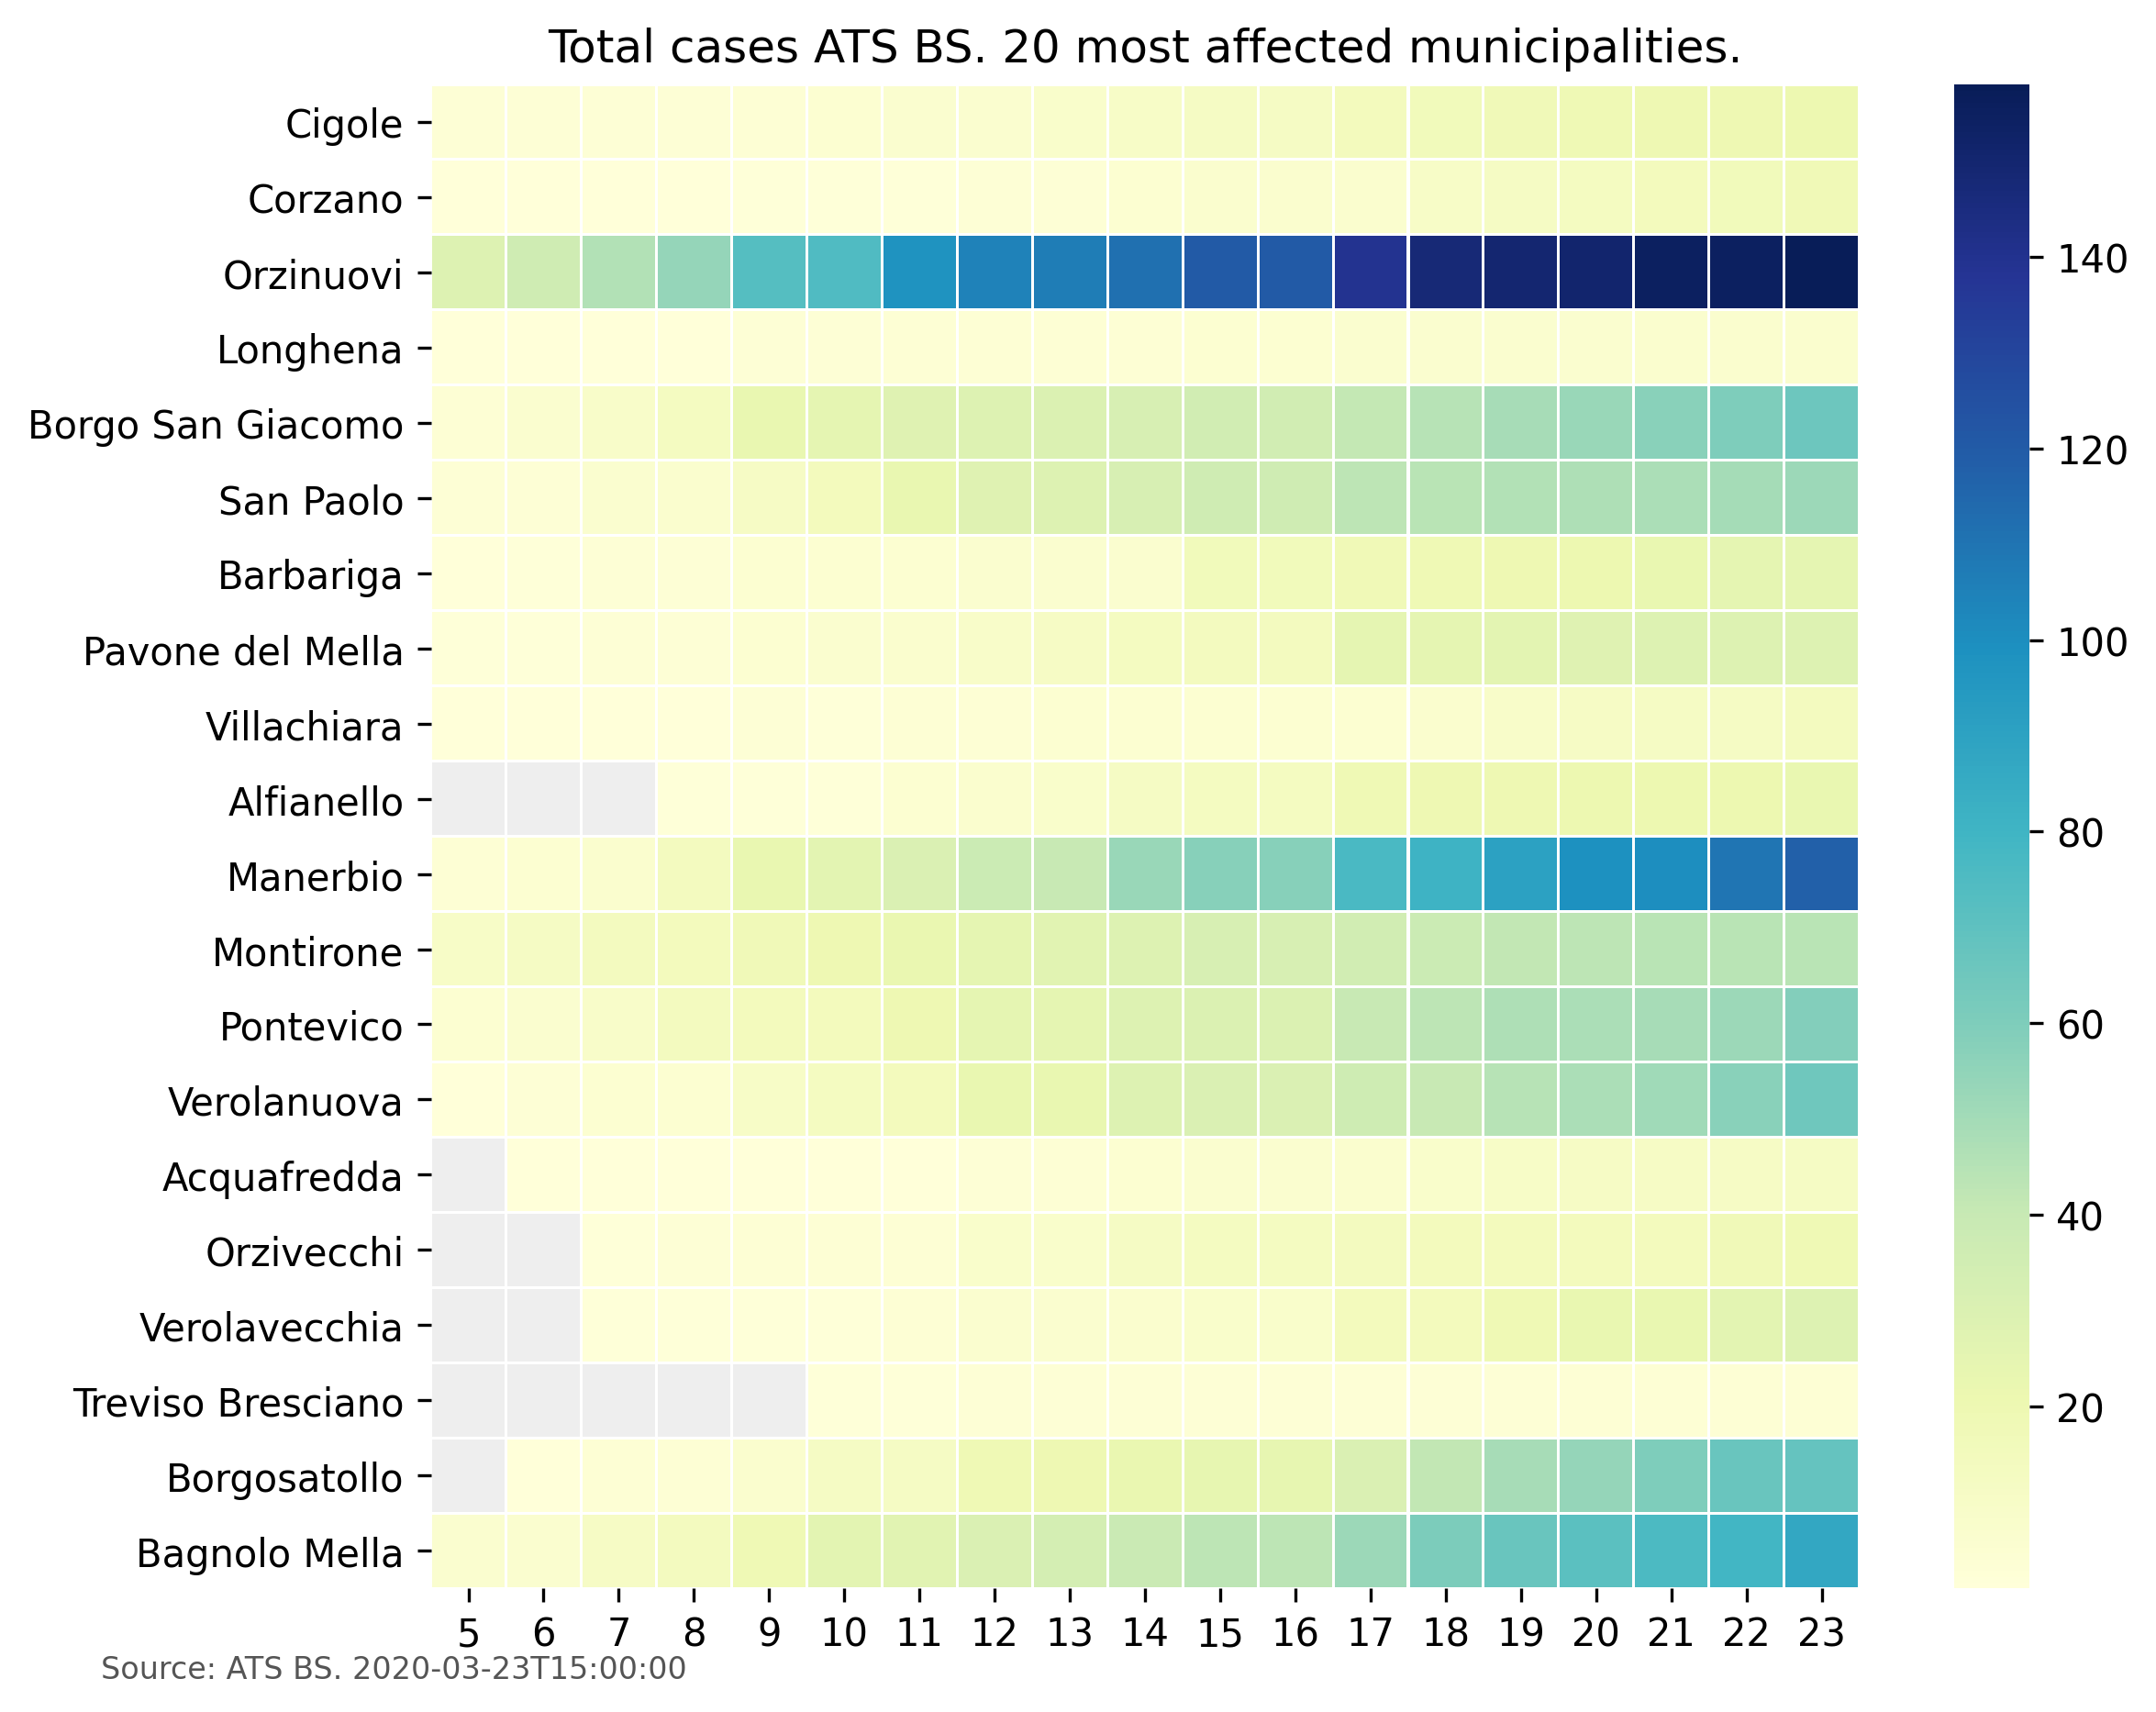 Total cases ATS BS. 20 most affected municipalities.
Cigole
Corzano
Orzinuovi
Longhena
Borgo San Giacomo
San Paolo
Barbariga
Pavone del Mella
Villachiara
Alfianello
Manerbio
Montirone
Pontevico
Verolanuova
Acquafredda
Orzivecchi
Verolavecchia
Treviso Bresciano
Borgosatollo
Bagnolo Mella
5 6 7 8 9 10 11 12 13 14 15 16 17 18 19 20 21 22 23
140
120
100
80
60
40
20
Source: ATS BS. 2020-03-23T15:00:00